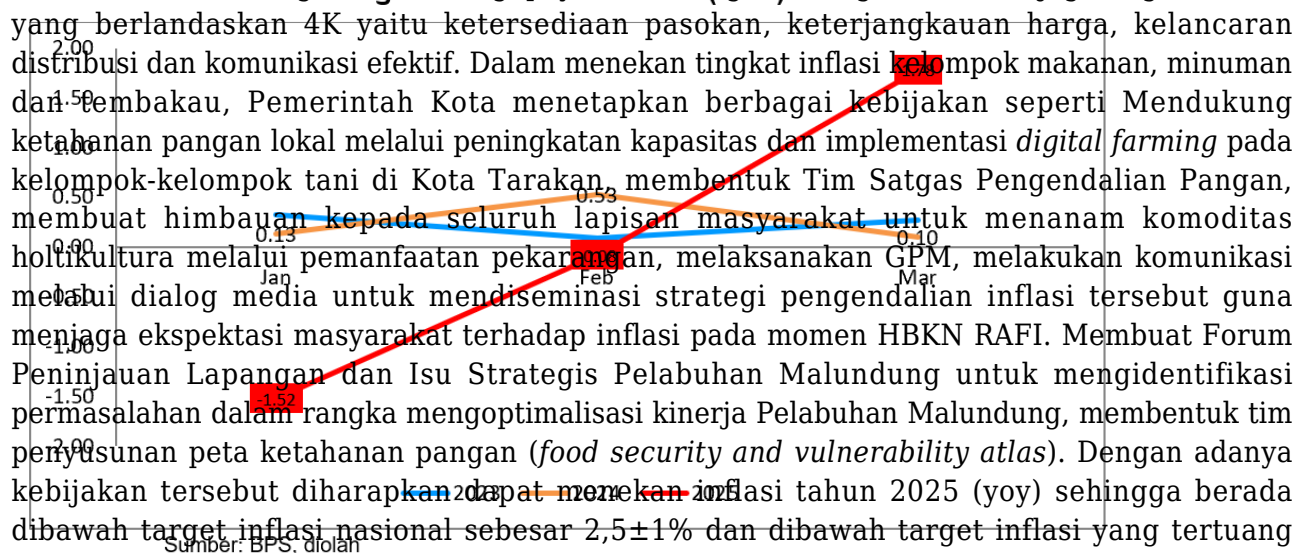 yang berlandaskan 4K yaitu ketersediaan pasokan, keterjangkauan harga, kelancaran
distribusi dan komunikasi efektif. Dalam menekan tingkat inflasi kelompok makanan, minuman
dan tembakau, Pemerintah Kota menetapkan berbagai kebijakan seperti Mendukung
ketahanan pangan lokal melalui peningkatan kapasitas dan implementasi digital farming pada
kelompok-kelompok tani di Kota Tarakan, membentuk Tim Satgas Pengendalian Pangan,
membuat himbauan kepada seluruh lapisan masyarakat untuk menanam komoditas
holtikultura melalui pemanfaatan pekarangan, melaksanakan GPM, melakukan komunikasi
melalui dialog media untuk mendiseminasi strategi pengendalian inflasi tersebut guna
menjaga ekspektasi masyarakat terhadap inflasi pada momen HBKN RAFI. Membuat Forum
Peninjauan Lapangan dan Isu Strategis Pelabuhan Malundung untuk mengidentifikasi
permasalahan dalam rangka mengoptimalisasi kinerja Pelabuhan Malundung, membentuk tim
penyusunan peta ketahanan pangan (food security and vulnerability atlas). Dengan adanya
kebijakan tersebut diharapkan dapat menekan inflasi tahun 2025 (yoy) sehingga berada
dibawah target inflasi nasional sebesar 2,5±1% dan dibawah target inflasi yang tertuang
2.00
1.50
1.00
0.50
0.00
-0.50
-1.00
-1.50
-2.00
0.13
0.53
0.10
-1.52
Jan
Feb
Mar
2023
2024
2025
Sumber: BPS, diolah